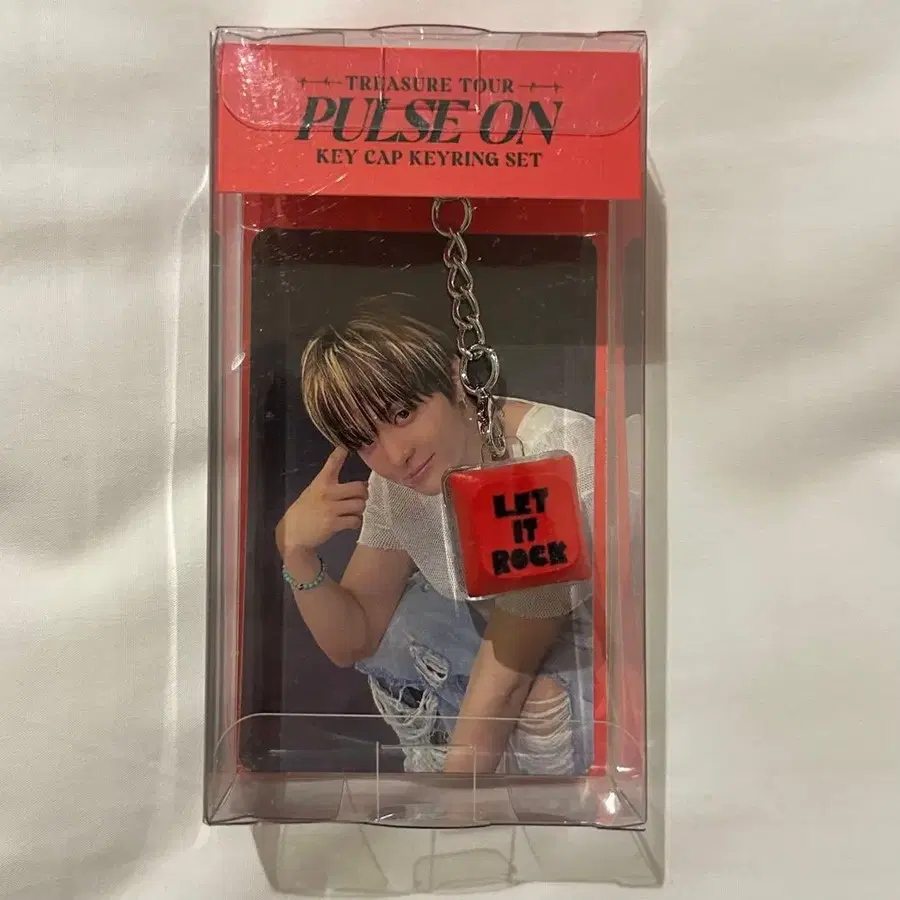 TREASURE TOUR
PULSE ON
KEY CAP KEYRING SET
LET
IT
ROCK